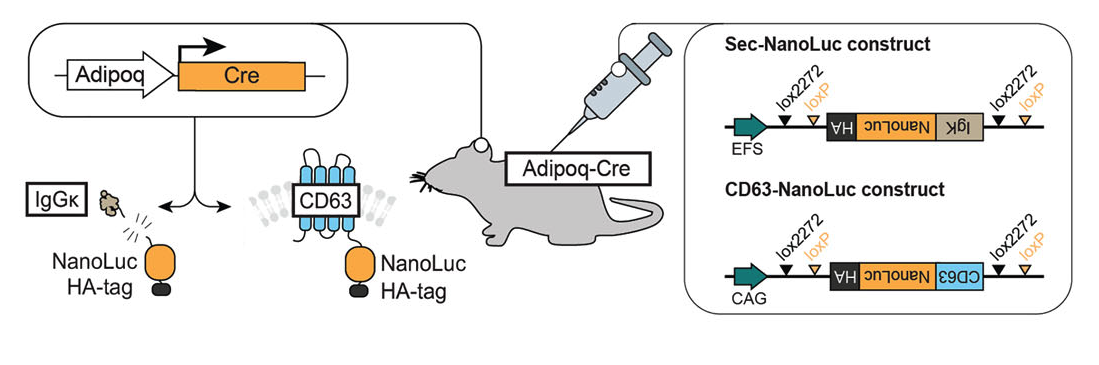 Adipoq
Cre
IgGκ
NanoLuc
HA-tag
CD63
NanoLuc
HA-tag
Adipoq-Cre
Sec-NanoLuc construct
lox2272
loxP
lox2272
loxP
HA
NanoLuc
IgK
EFS
CD63-NanoLuc construct
lox2272
loxP
lox2272
loxP
HA
NanoLuc
CD63
CAG